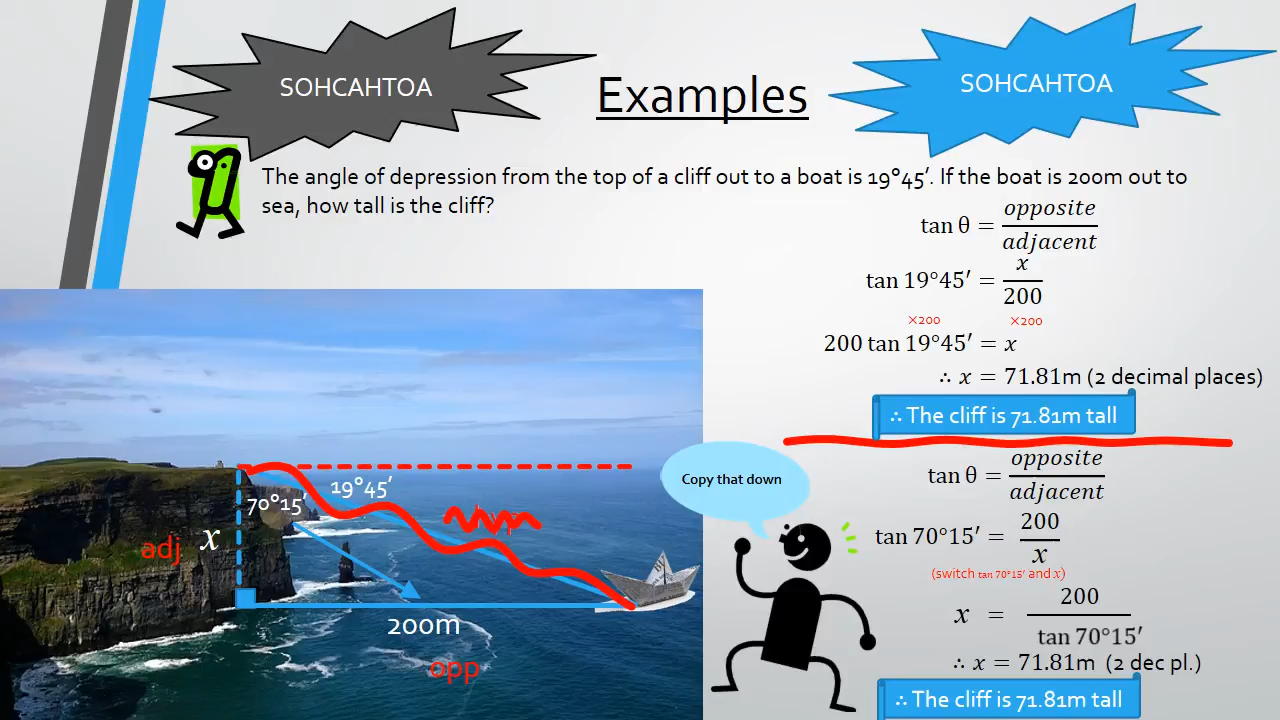 SOHCAHTOA
Examples
SOHCAHTOA
The angle of depression from the top of a cliff out to a boat is 19°45′. If the boat is 200m out to
sea, how tall is the cliff?
tan θ = opposite / adjacent
tan 19°45′ = x / 200
×200 ×200
200 tan 19°45′ = x
∴ x = 71.81m (2 decimal places)
∴ The cliff is 71.81m tall
tan θ = opposite / adjacent
tan 70°15′ = 200 / x
(switch tan 70°15′ and x)
x = 200 / tan 70°15′
∴ x = 71.81m (2 dec pl.)
∴ The cliff is 71.81m tall
Copy that down
19°45′
70°15′
adj x
200m
opp